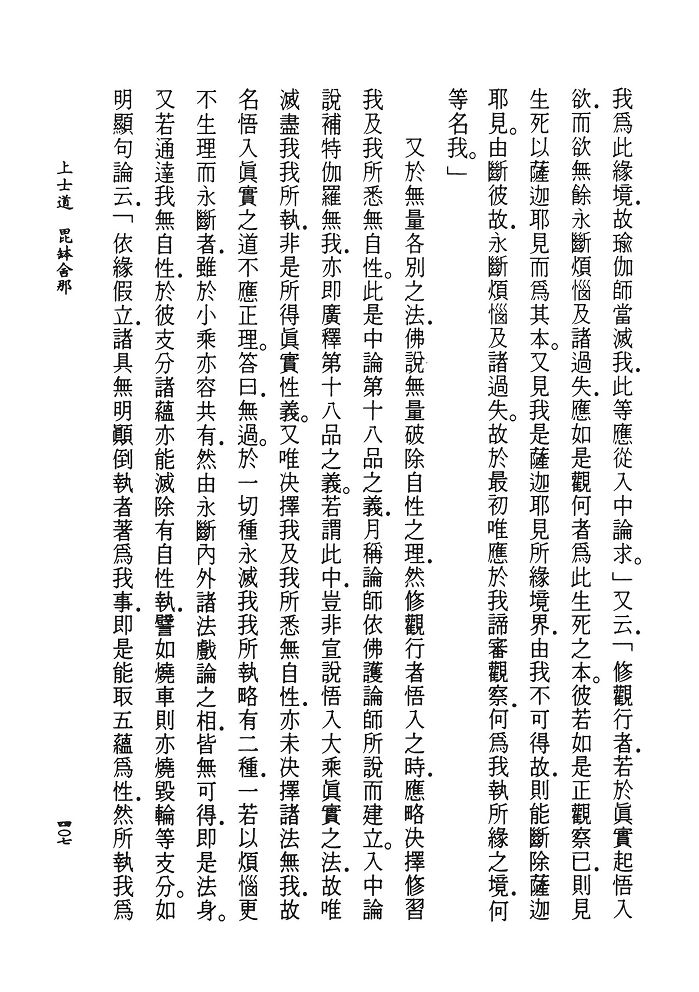 我爲此緣境．故瑜伽師當滅我．此等應從入中論求。」又云．「修觀行者．若於眞實起悟入
欲．而欲無餘永斷煩惱及諸過失．應如是觀何者爲此生死之本。彼若如是正觀察已．則見
生死以薩迦耶見而爲其本。又見我是薩迦耶見所緣境界．由我不可得故．則能斷除薩迦
耶見。由斷彼故．永斷煩惱及諸過失。故於最初唯應於我諦審觀察．何爲我執所緣之境．何
等名我。」
又於無量各別之法．佛說無量破除自性之理．然修觀行者悟入之時．應略決擇修習
我及我所悉無自性。此是中論第十八品之義．月稱論師依佛護論師所說而建立。入中論
說補特伽羅無我．亦卽廣釋第十八品之義。若謂此中．豈非宣說悟入大乘眞實之法．故唯
滅盡我我所執．非是所得眞實性義。又唯決擇我及我所悉無自性．亦未決擇諸法無我．故
名悟入眞實之道不應正理。答曰．無過。於一切種永滅我我所執略有二種．一若以煩惱更
不生理而永斷者．雖於小乘亦容共有．然由永斷內外諸法戲論之相．皆無可得．卽是法身。
又若通達我無自性．於彼支分諸蘊亦能滅除有自性執．譬如燒車則亦燒毀輪等支分。如
明顯句論云．「依緣假立．諸具無明顚倒執者著爲我事．卽是能取五蘊爲性．然所執我爲
上士道　毘缽舍那
四〇七